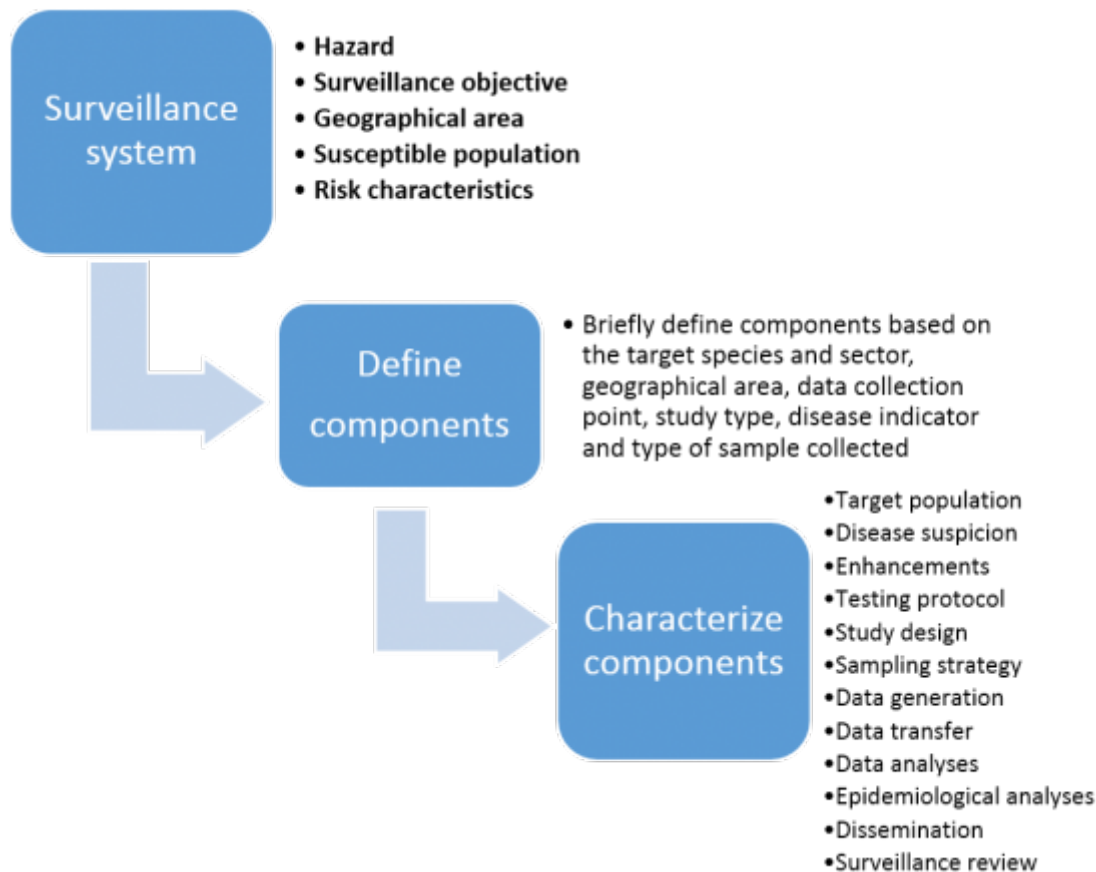 Surveillance
system
• Hazard
• Surveillance objective
• Geographical area
• Susceptible population
• Risk characteristics
Define
components
• Briefly define components based on
the target species and sector,
geographical area, data collection
point, study type, disease indicator
and type of sample collected
Characterize
components
•Target population
•Disease suspicion
•Enhancements
•Testing protocol
•Study design
•Sampling strategy
•Data generation
•Data transfer
•Data analyses
•Epidemiological analyses
•Dissemination
•Surveillance review